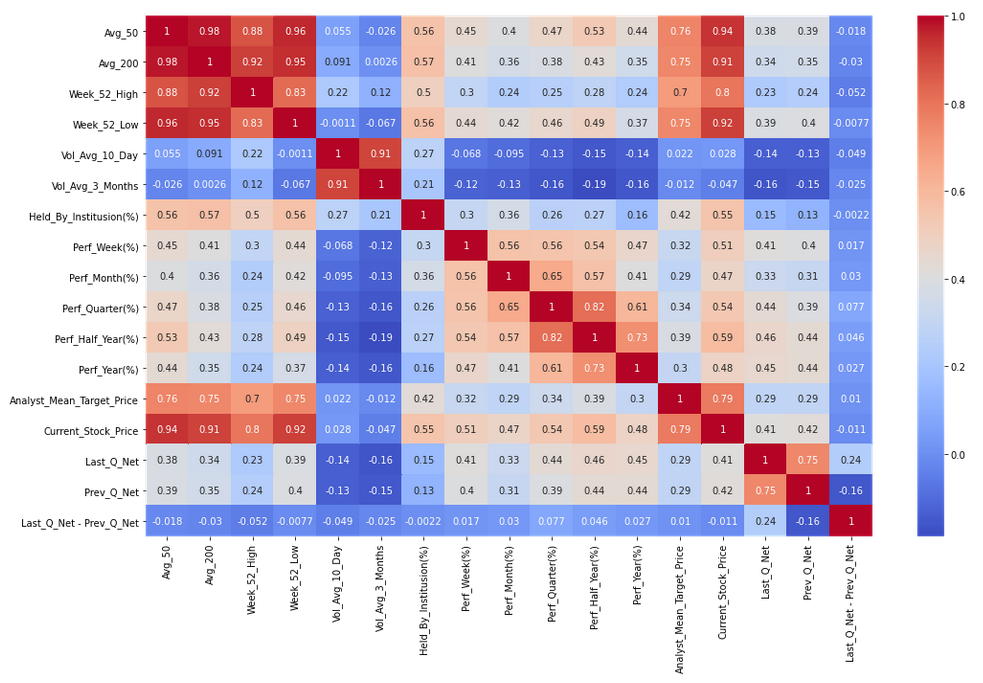 Avg_50 1 0.98 0.88 0.96 0.055 -0.026 0.56 0.45 0.4 0.47 0.53 0.44 0.76 0.94 0.38 0.39 -0.018
Avg_200 0.98 1 0.92 0.95 0.091 0.0026 0.57 0.41 0.36 0.38 0.43 0.35 0.75 0.91 0.34 0.35 -0.03
Week_52_High 0.88 0.92 1 0.83 0.22 0.12 0.5 0.3 0.24 0.25 0.28 0.24 0.7 0.8 0.23 0.24 -0.052
Week_52_Low 0.96 0.95 0.83 1 -0.0011 -0.067 0.56 0.44 0.42 0.46 0.49 0.37 0.75 0.92 0.39 0.4 -0.0077
Vol_Avg_10_Day 0.055 0.091 0.22 -0.0011 1 0.91 0.27 -0.068 -0.095 -0.13 -0.15 -0.14 0.022 0.028 -0.14 -0.13 -0.049
Vol_Avg_3_Months -0.026 0.0026 0.12 -0.067 0.91 1 0.21 -0.12 -0.13 -0.16 -0.19 -0.16 -0.012 -0.047 -0.16 -0.15 -0.025
Held_By_Institusion(%) 0.56 0.57 0.5 0.56 0.27 0.21 1 0.3 0.36 0.26 0.27 0.16 0.42 0.55 0.15 0.13 -0.0022
Perf_Week(%) 0.45 0.41 0.3 0.44 -0.068 -0.12 0.3 1 0.56 0.56 0.54 0.47 0.32 0.51 0.41 0.4 0.017
Perf_Month(%) 0.4 0.36 0.24 0.42 -0.095 -0.13 0.36 0.56 1 0.65 0.57 0.41 0.29 0.47 0.33 0.31 0.03
Perf_Quarter(%) 0.47 0.38 0.25 0.46 -0.13 -0.16 0.26 0.56 0.65 1 0.82 0.61 0.34 0.54 0.44 0.39 0.077
Perf_Half_Year(%) 0.53 0.43 0.28 0.49 -0.15 -0.19 0.27 0.54 0.57 0.82 1 0.73 0.39 0.59 0.46 0.44 0.046
Perf_Year(%) 0.44 0.35 0.24 0.37 -0.14 -0.16 0.16 0.47 0.41 0.61 0.73 1 0.3 0.48 0.45 0.44 0.027
Analyst_Mean_Target_Price 0.76 0.75 0.7 0.75 0.022 -0.012 0.42 0.32 0.29 0.34 0.39 0.3 1 0.79 0.29 0.29 0.01
Current_Stock_Price 0.94 0.91 0.8 0.92 0.028 -0.047 0.55 0.51 0.47 0.54 0.59 0.48 0.79 1 0.41 0.42 -0.011
Last_Q_Net 0.38 0.34 0.23 0.39 -0.14 -0.16 0.15 0.41 0.33 0.44 0.46 0.45 0.29 0.41 1 0.75 0.24
Prev_Q_Net 0.39 0.35 0.24 0.4 -0.13 -0.15 0.13 0.4 0.31 0.39 0.44 0.44 0.29 0.42 0.75 1 -0.16
Last_Q_Net - Prev_Q_Net -0.018 -0.03 -0.052 -0.0077 -0.049 -0.025 -0.0022 0.017 0.03 0.077 0.046 0.027 0.01 -0.011 0.24 -0.16 1
Avg_50
Avg_200
Week_52_High
Week_52_Low
Vol_Avg_10_Day
Vol_Avg_3_Months
Held_By_Institusion(%)
Perf_Week(%)
Perf_Month(%)
Perf_Quarter(%)
Perf_Half_Year(%)
Perf_Year(%)
Analyst_Mean_Target_Price
Current_Stock_Price
Last_Q_Net
Prev_Q_Net
Last_Q_Net - Prev_Q_Net
1.0
0.8
0.6
0.4
0.2
0.0